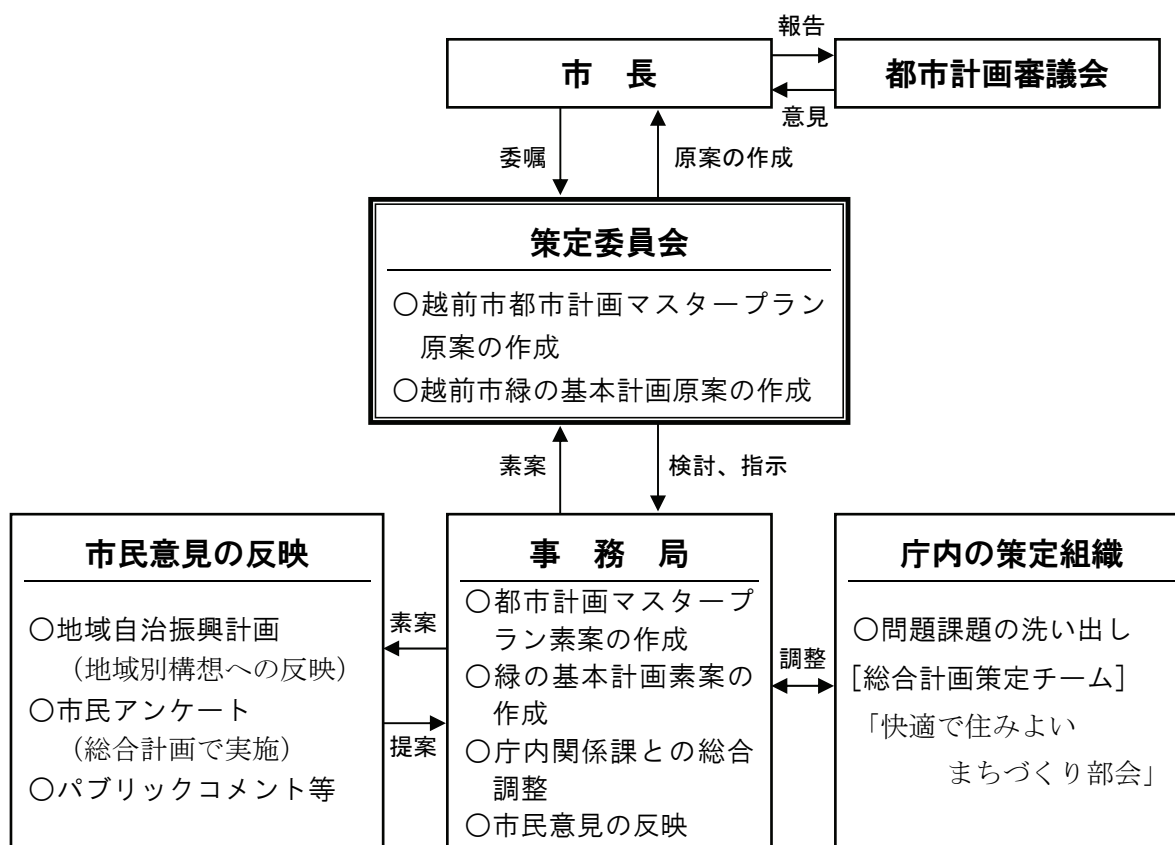 報告
市　長
都市計画審議会
意見
委嘱
原案の作成
策定委員会
○越前市都市計画マスタープラン
原案の作成
○越前市緑の基本計画原案の作成
素案
検討、指示
市民意見の反映
○地域自治振興計画
（地域別構想への反映）
○市民アンケート
（総合計画で実施）
○パブリックコメント等
素案
提案
事　務　局
○都市計画マスタープ
ラン素案の作成
○緑の基本計画素案の
作成
○庁内関係課との総合
調整
○市民意見の反映
調整
庁内の策定組織
○問題課題の洗い出し
［総合計画策定チーム］
「快適で住みよい
まちづくり部会」